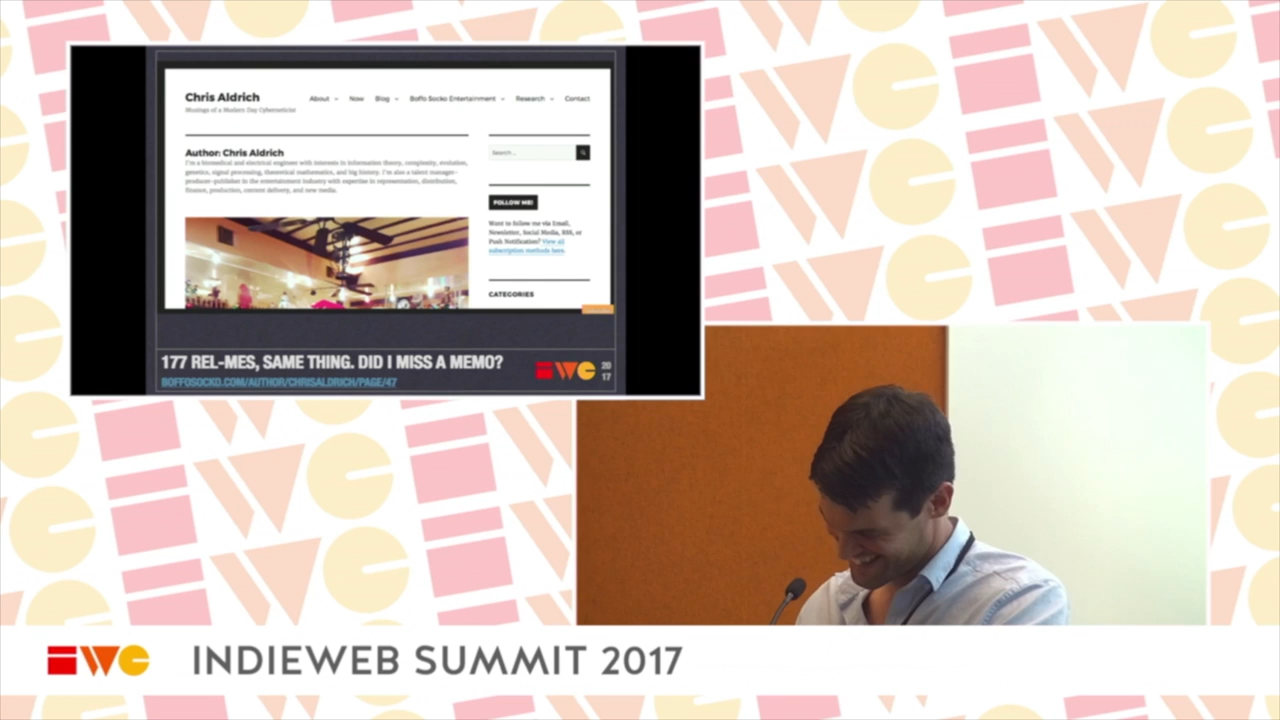 Chris Aldrich
Musings of a Modern Day Cyberneticist
About Now Blog Boffo Socko Entertainment Research Contact
Author: Chris Aldrich
I'm a biomedical and electrical engineer with interests in information theory, complexity, evolution,
genetics, signal processing, theoretical mathematics, and big history. I'm also a talent manager-
producer-publisher in the entertainment industry with expertise in representation, distribution,
finance, production, content delivery, and new media.
Search...
FOLLOW ME!
Want to follow me via Email,
Newsletter, Social Media, RSS, or
Push Notification? View all
subscription methods here.
CATEGORIES
177 REL-MES, SAME THING. DID I MISS A MEMO?
BOFFOSOCKO.COM/AUTHOR/CHRISALDRICH/PAGE/47
iWC
20
17
iWC INDIEWEB SUMMIT 2017